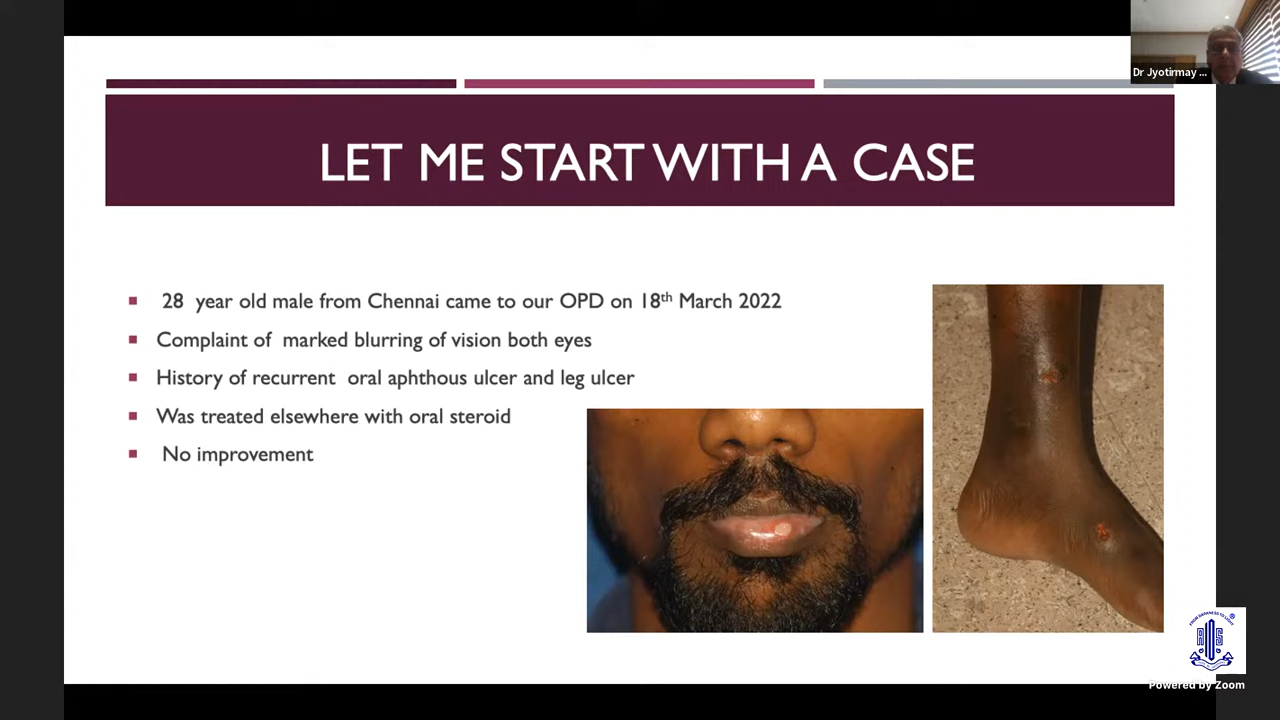 Dr Jyotirmay ...
LET ME START WITH A CASE
28 year old male from Chennai came to our OPD on 18th March 2022
Complaint of marked blurring of vision both eyes
History of recurrent oral aphthous ulcer and leg ulcer
Was treated elsewhere with oral steroid
No improvement
Powered by Zoom